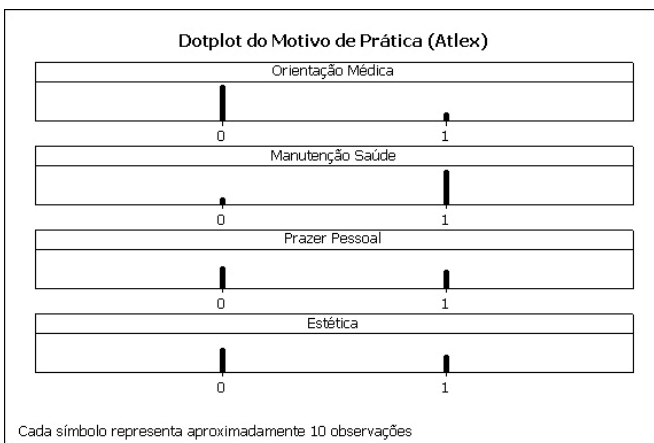 Dotplot do Motivo de Prática (Atlex)
Orientação Médica
0 1
Manutenção Saúde
0 1
Prazer Pessoal
0 1
Estética
0 1
Cada símbolo representa aproximadamente 10 observações